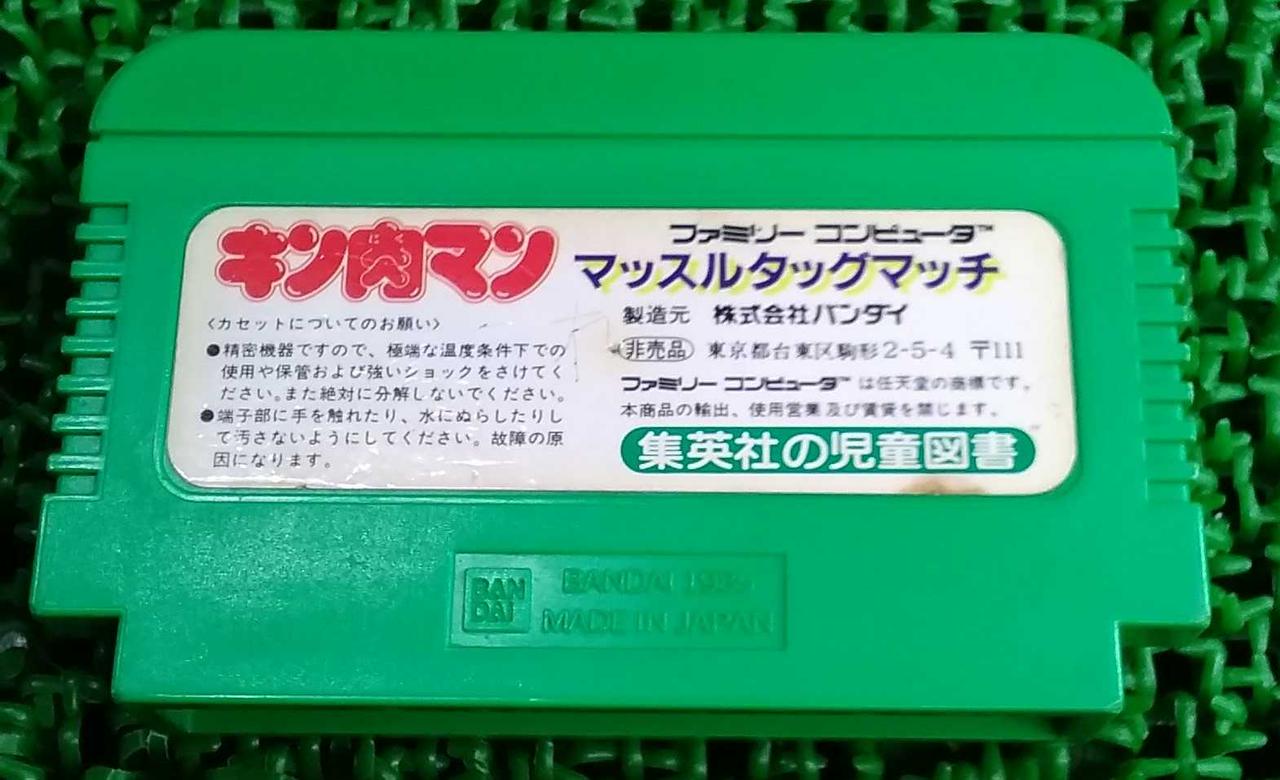 キン肉マン
〈カセットについてのお願い〉
●精密機器ですので、極端な温度条件下での
使用や保管および強いショックをさけてく
ださい。また絶対に分解しないでください。
●端子部に手を触れたり、水にぬらしたりし
て汚さないようにしてください。故障の原
因になります。
ファミリー コンピュータ™
マッスルタッグマッチ
製造元 株式会社バンダイ
非売品 東京都台東区駒形2-5-4 〒111
ファミリー コンピュータ™ は任天堂の商標です。
本商品の輸出、使用営業及び賃貸を禁じます。
集英社の児童図書
BAN
DAI
BANDAI
MADE IN JAPAN